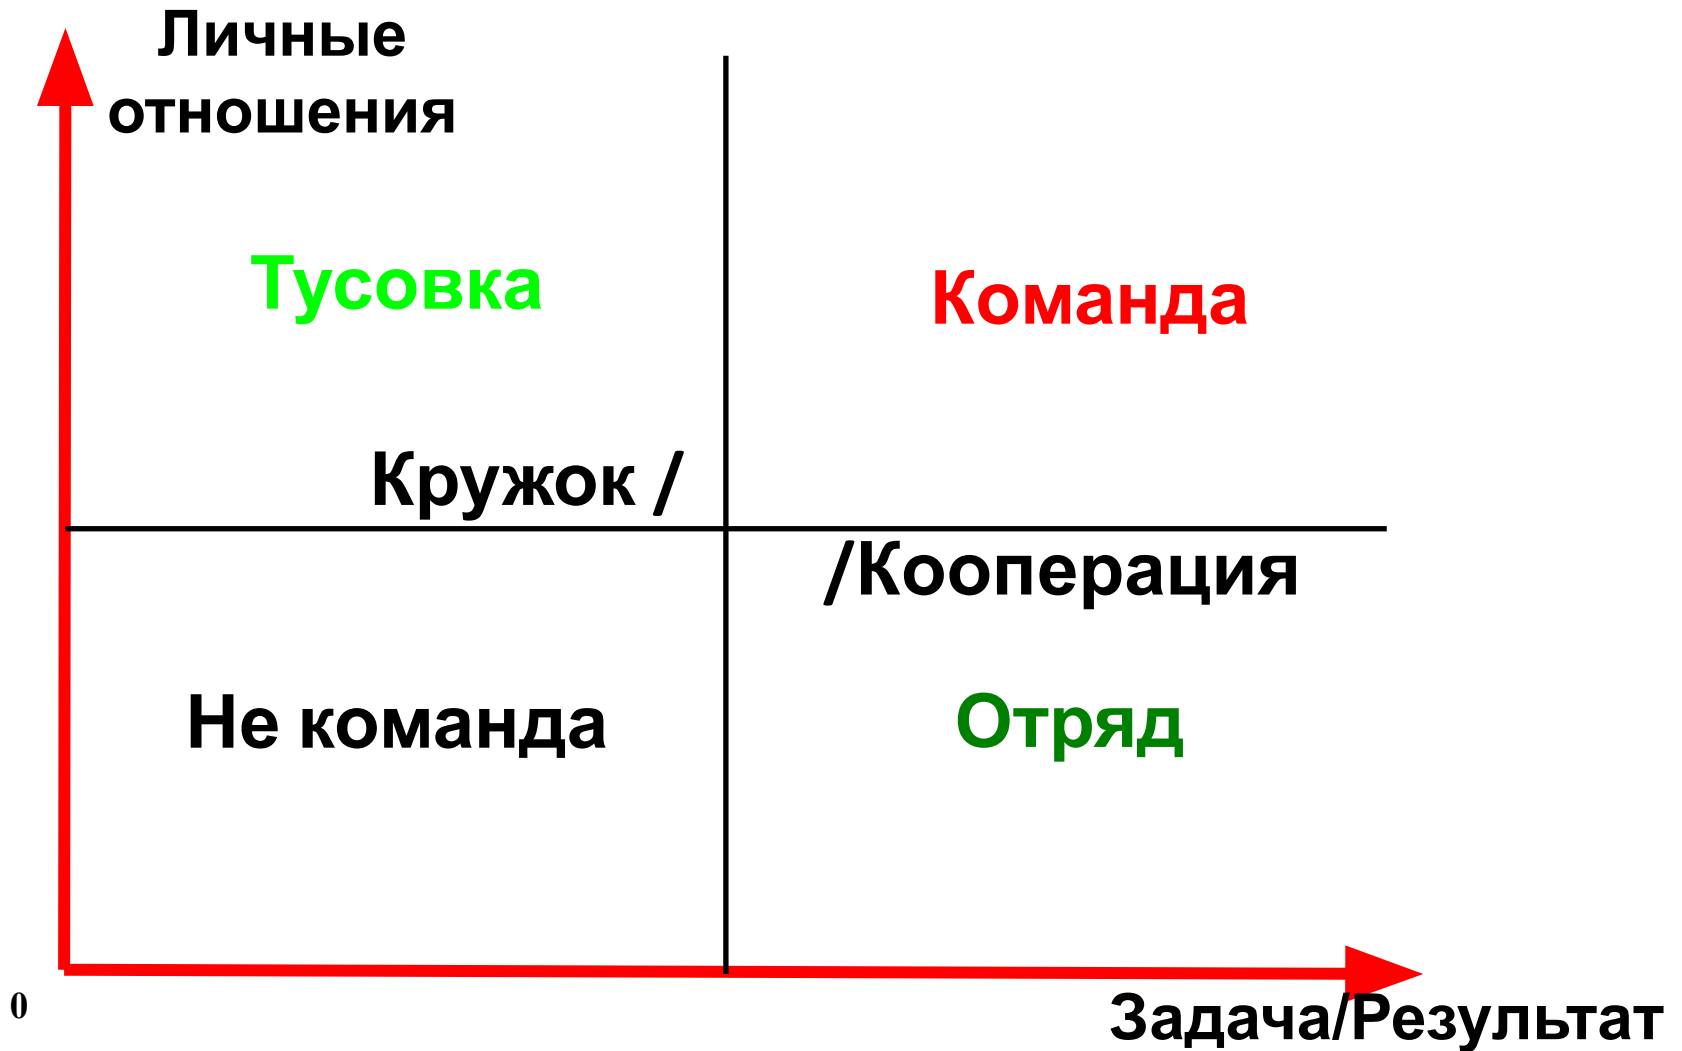 Личные
отношения
Тусовка
Команда
Кружок /
/Кооперация
Не команда
Отряд
0
Задача/Результат